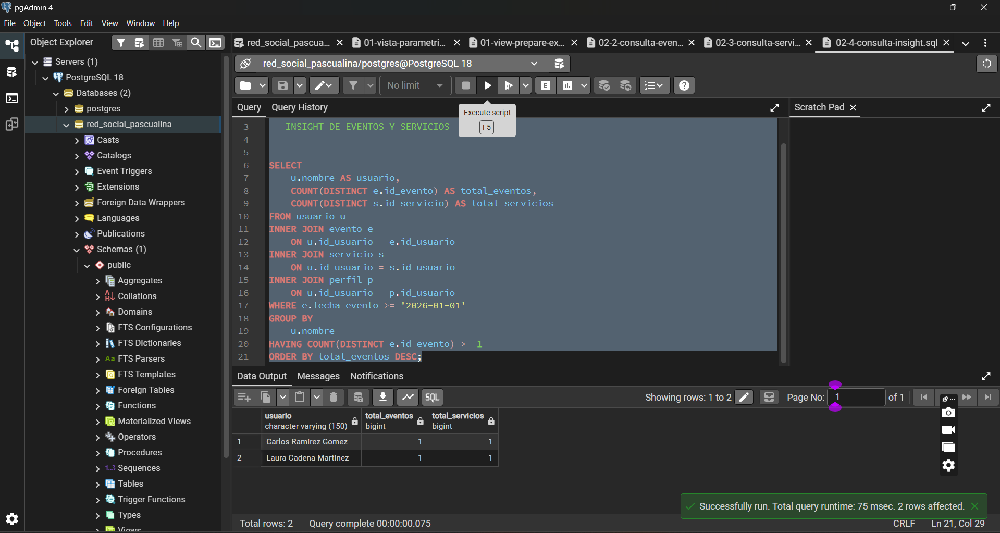 pgAdmin 4
File Object Tools Edit View Window Help
Object Explorer
red_social_pascua... 01-vista-parametri... 01-view-prepare-ex... 02-2-consulta-even... 02-3-consulta-servi... 02-4-consulta-insight.sql
Servers (1)
PostgreSQL 18
Databases (2)
postgres
red_social_pascualina
Casts
Catalogs
Event Triggers
Extensions
Foreign Data Wrappers
Languages
Publications
Schemas (1)
public
Aggregates
Collations
Domains
FTS Configurations
FTS Dictionaries
FTS Parsers
FTS Templates
Foreign Tables
Functions
Materialized Views
Operators
Procedures
1..3 Sequences
Tables
Trigger Functions
Types
Views
red_social_pascualina/postgres@PostgreSQL 18
No limit
E
Query Query History
Execute script
F5
Scratch Pad
3 -- INSIGHT DE EVENTOS Y SERVICIOS
4 -- ============================================
5
6 SELECT
7 u.nombre AS usuario,
8 COUNT(DISTINCT e.id_evento) AS total_eventos,
9 COUNT(DISTINCT s.id_servicio) AS total_servicios
10 FROM usuario u
11 INNER JOIN evento e
12 ON u.id_usuario = e.id_usuario
13 INNER JOIN servicio s
14 ON u.id_usuario = s.id_usuario
15 INNER JOIN perfil p
16 ON u.id_usuario = p.id_usuario
17 WHERE e.fecha_evento >= '2026-01-01'
18 GROUP BY
19 u.nombre
20 HAVING COUNT(DISTINCT e.id_evento) >= 1
21 ORDER BY total_eventos DESC;
Data Output Messages Notifications
SQL
Showing rows: 1 to 2
Page No: 1 of 1
usuario total_eventos total_servicios
character varying (150) bigint bigint
1 Carlos Ramirez Gomez 1 1
2 Laura Cadena Martinez 1 1
Successfully run. Total query runtime: 75 msec. 2 rows affected.
Total rows: 2 Query complete 00:00:00.075 CRLF Ln 21, Col 29